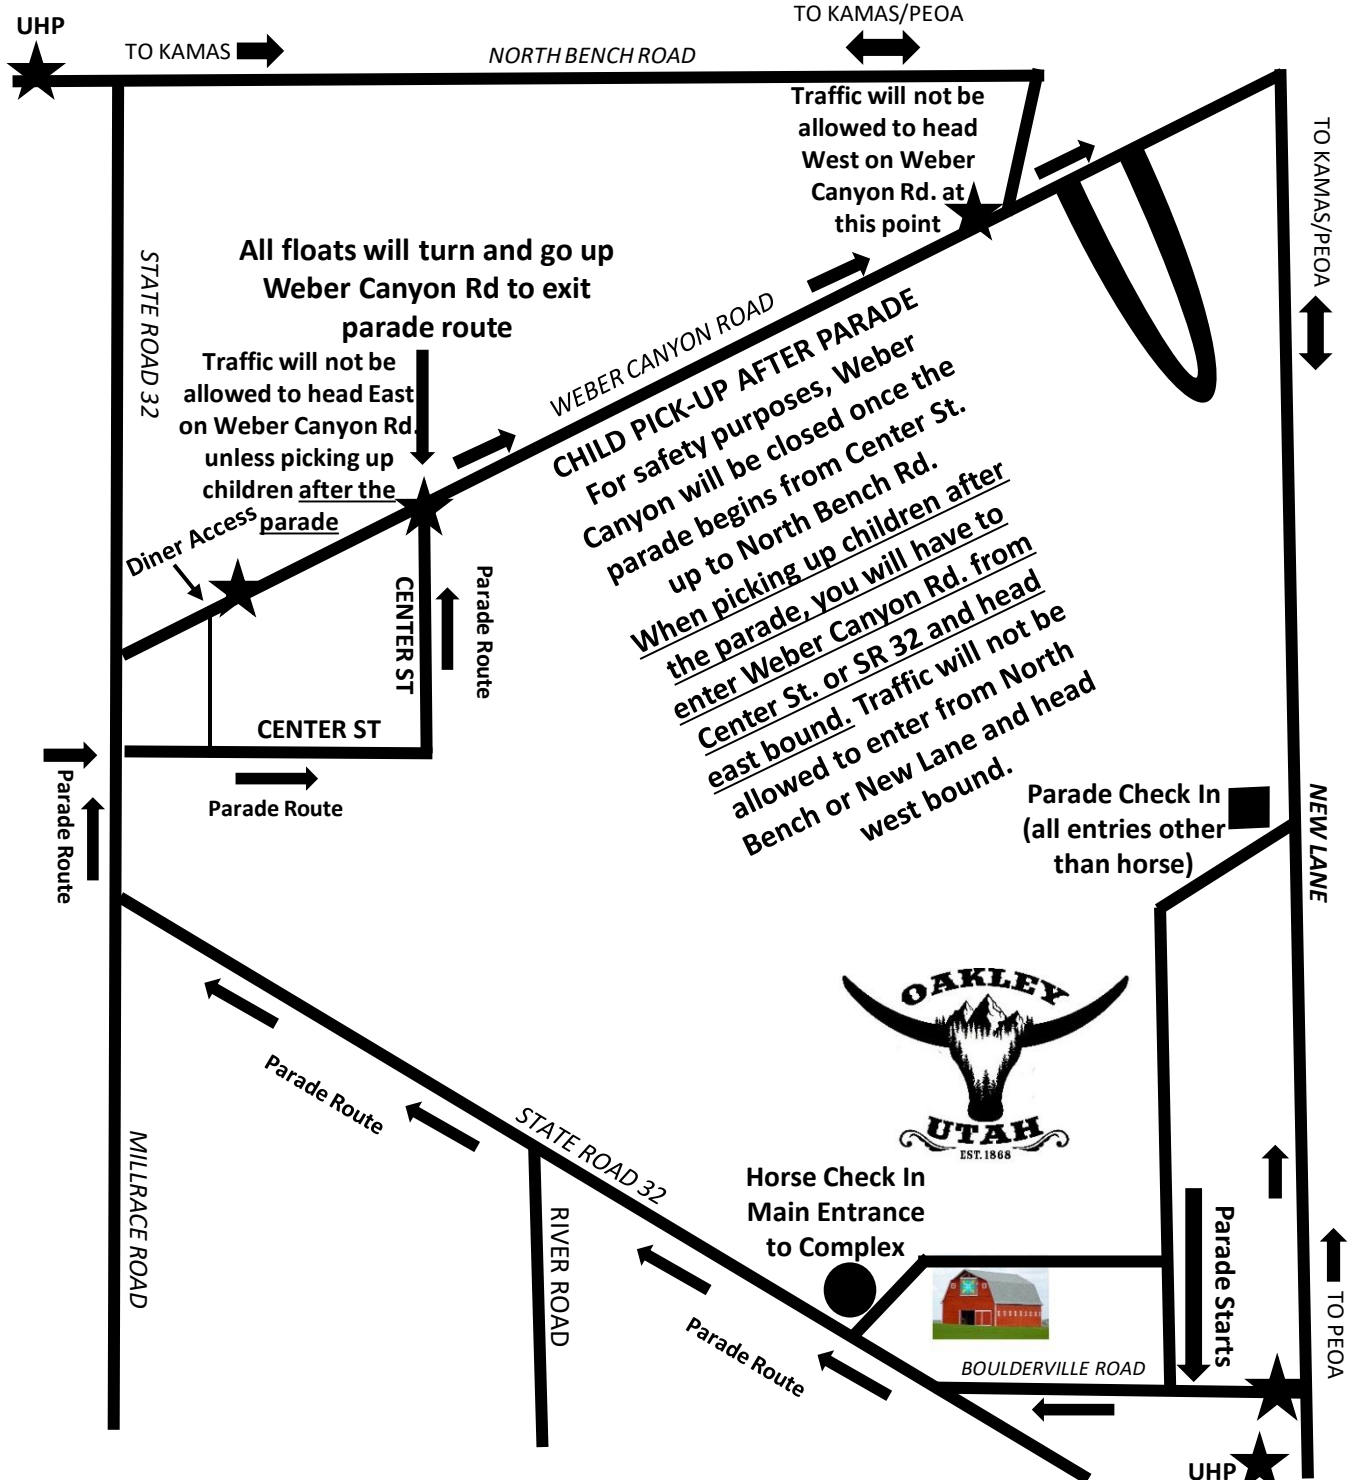 UHP
TO KAMAS
NORTH BENCH ROAD
TO KAMAS/PEOA
Traffic will not be
allowed to head
West on Weber
Canyon Rd. at
this point
TO KAMAS/PEOA
STATE ROAD 32
All floats will turn and go up
Weber Canyon Rd to exit
parade route
Traffic will not be
allowed to head East
on Weber Canyon Rd.
unless picking up
children after the
parade
WEBER CANYON ROAD
CHILD PICK-UP AFTER PARADE
For safety purposes, Weber
Canyon will be closed once the
parade begins from Center St.
up to North Bench Rd.
When picking up children after
the parade, you will have to
enter Weber Canyon Rd. from
Center St. or SR 32 and head
east bound. Traffic will not be
allowed to enter from North
Bench or New Lane and head
west bound.
Diner Access
CENTER ST
Parade Route
CENTER ST
Parade Route
Parade Route
Parade Check In
(all entries other
than horse)
NEW LANE
OAKLEY
UTAH
EST.1868
Parade Route
STATE ROAD 32
MILLRACE ROAD
RIVER ROAD
Horse Check In
Main Entrance
to Complex
Parade Route
Parade Starts
TO PEOA
BOULDERVILLE ROAD
UHP